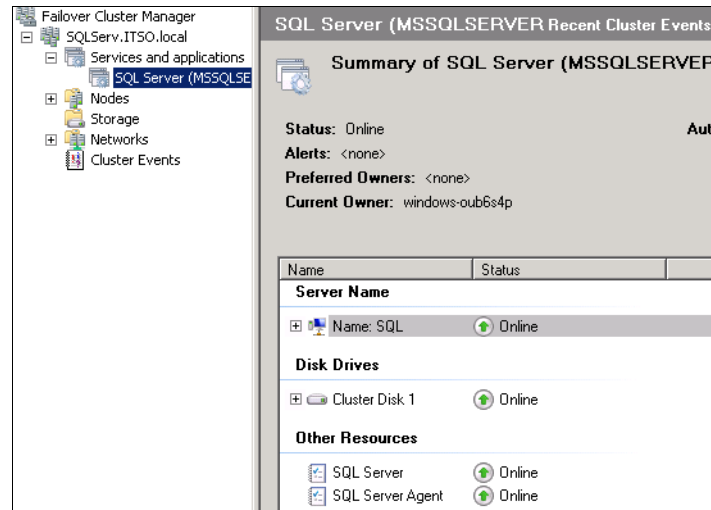 Failover Cluster Manager
SQLServ.ITSO.local
Services and applications
SQL Server (MSSQLSE
Nodes
Storage
Networks
Cluster Events
SQL Server (MSSQLSERVER Recent Cluster Events
Summary of SQL Server (MSSQLSERVER
Status: Online
Aut
Alerts: <none>
Preferred Owners: <none>
Current Owner: windows-oub6s4p
Name Status
Server Name
Name: SQL Online
Disk Drives
Cluster Disk 1 Online
Other Resources
SQL Server Online
SQL Server Agent Online